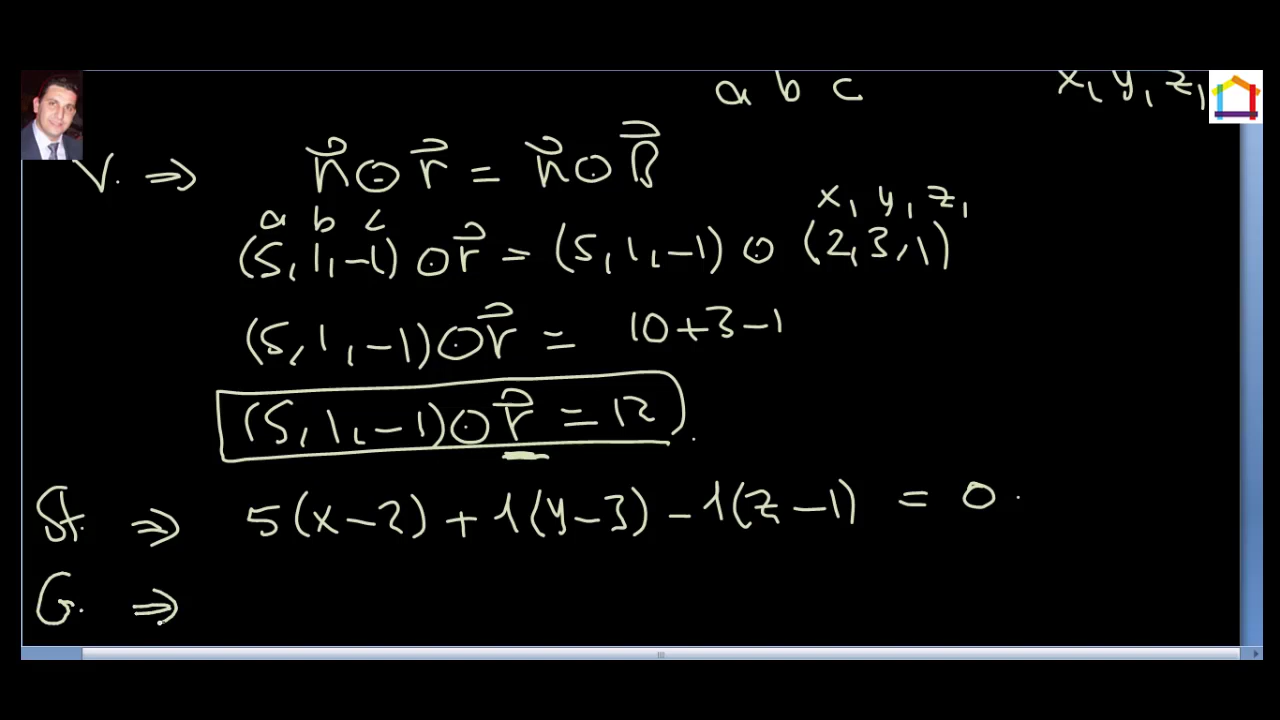 a b c x₁ y₁ z₁
V. ⇒ n⃗ ⊙ r⃗ = n⃗ ⊙ B⃗
a b c x₁ y₁ z₁
(5, 1, -1) ⊙ r⃗ = (5, 1, -1) ⊙ (2, 3, 1)
(5, 1, -1) ⊙ r⃗ = 10+3-1
(5, 1, -1) ⊙ r⃗ = 12.
St. ⇒ 5(x-2) + 1(y-3) - 1(z-1) = 0.
G. ⇒